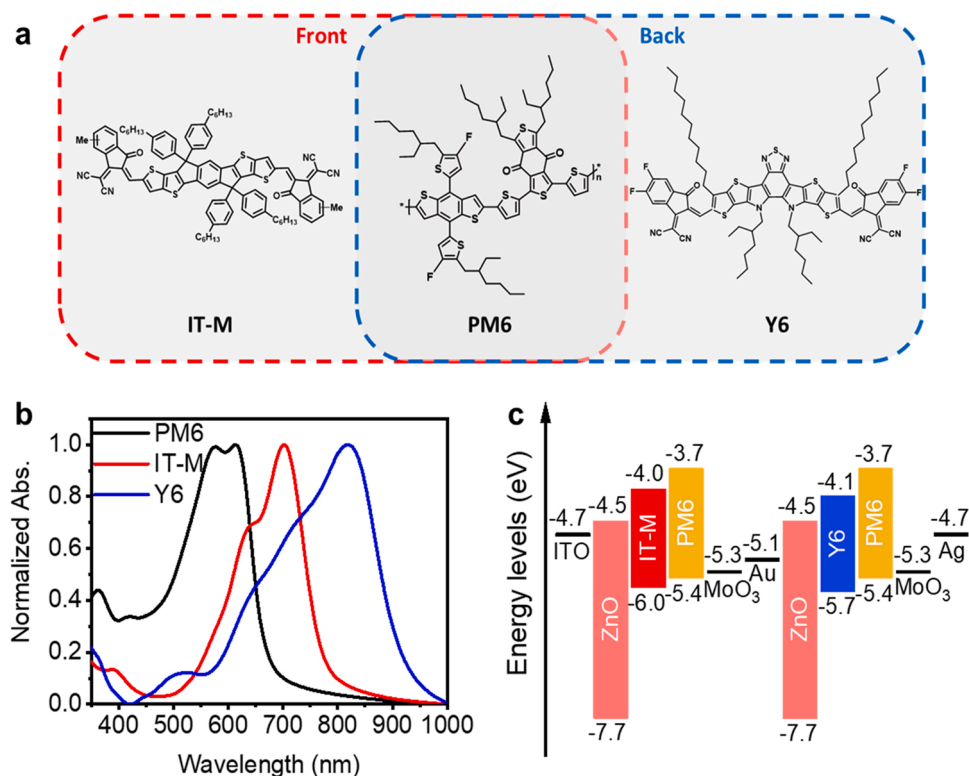 a
Front
Back
C6H13
C6H13
Me
O
NC
CN
S
S
S
S
NC
CN
O
Me
C6H13
C6H13
IT-M
F
S
S
O
O
S
S
S
*
n
*
S
S
S
F
PM6
N
S
N
F
F
O
S
S
S
S
O
F
F
N
N
NC
CN
NC
CN
Y6
b
PM6
IT-M
Y6
Normalized Abs.
1.0
0.8
0.6
0.4
0.2
0.0
400 500 600 700 800 900 1000
Wavelength (nm)
c
Energy levels (eV)
-4.7
ITO
-4.5
ZnO
-7.7
-4.0
IT-M
-6.0
-3.7
PM6
-5.4
-5.3
MoO3
-5.1
Au
-4.5
ZnO
-7.7
-4.1
Y6
-5.7
-3.7
PM6
-5.4
-5.3
MoO3
-4.7
Ag